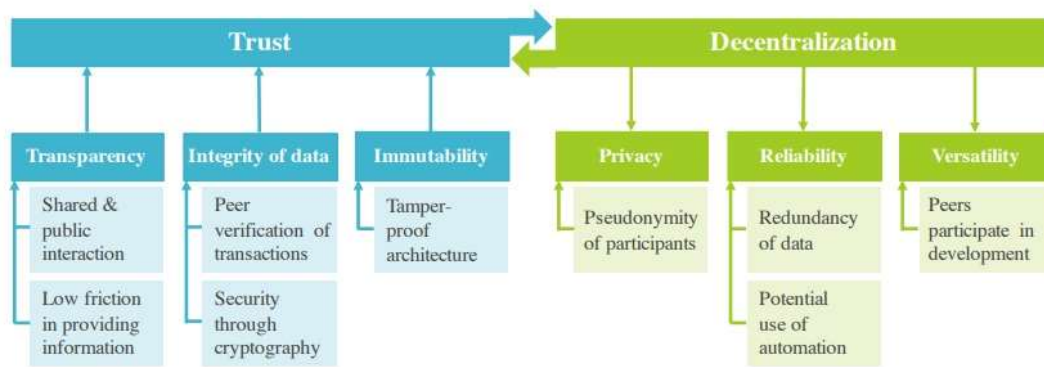 Trust
Decentralization
Transparency
Integrity of data
Immutability
Privacy
Reliability
Versatility
Shared &
public
interaction
Low friction
in providing
information
Peer
verification of
transactions
Security
through
cryptography
Tamper-
proof
architecture
Pseudonymity
of participants
Redundancy
of data
Potential
use of
automation
Peers
participate in
development